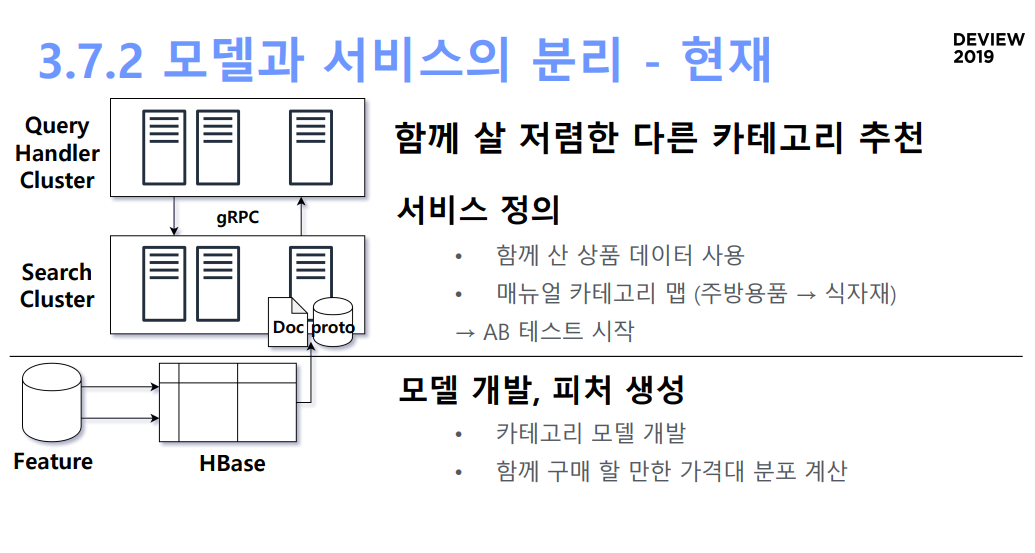 3.7.2 모델과 서비스의 분리 - 현재
DEVIEW
2019
Query
Handler
Cluster
gRPC
Search
Cluster
Doc
proto
Feature
HBase
함께 살 저렴한 다른 카테고리 추천
서비스 정의
• 함께 산 상품 데이터 사용
• 매뉴얼 카테고리 맵 (주방용품 → 식자재)
→ AB 테스트 시작
모델 개발, 피처 생성
• 카테고리 모델 개발
• 함께 구매 할 만한 가격대 분포 계산